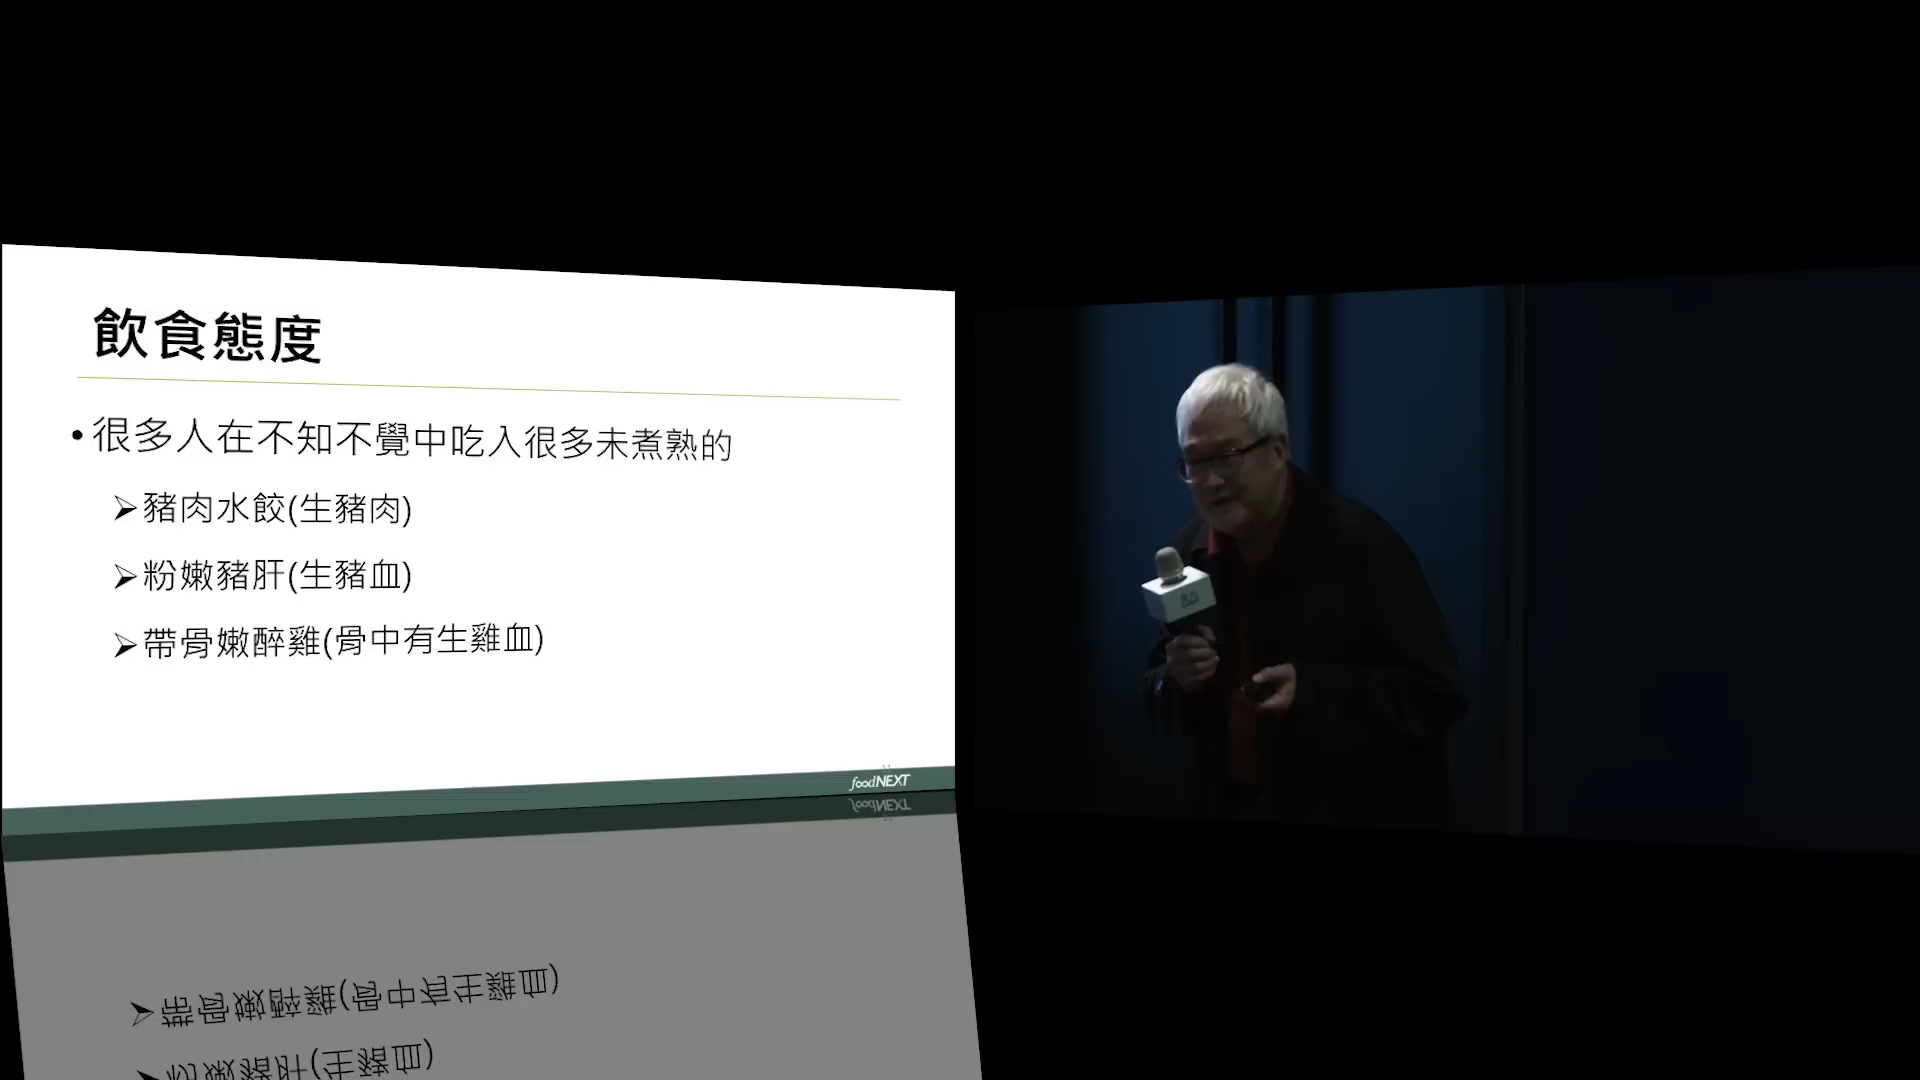 飲食態度
•很多人在不知不覺中吃入很多未煮熟的
➢豬肉水餃(生豬肉)
➢粉嫩豬肝(生豬血)
➢帶骨嫩醉雞(骨中有生雞血)
foodNEXT